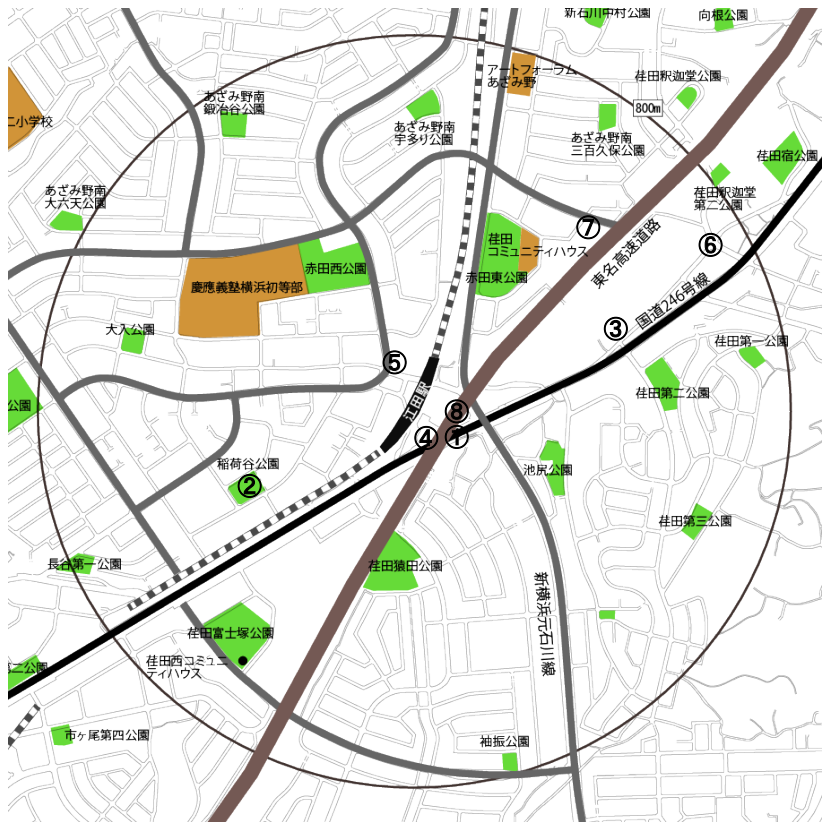 新石川中村公園
向根公園
アートフォーラム
あざみ野
荏田釈迦堂公園
800m
二小学校
あざみ野南
鍛冶谷公園
あざみ野南
宇多り公園
あざみ野南
三百久保公園
荏田宿公園
あざみ野南
大六天公園
荏田釈迦堂
第二公園
⑦
⑥
荏田
コミュニティハウス
東名高速道路
赤田西公園
赤田東公園
慶應義塾横浜初等部
国道246号線
③
大入公園
荏田第一公園
⑤
江田駅
荏田第二公園
公園
⑧
④
①
稲荷谷公園
②
池尻公園
荏田第三公園
長谷第一公園
荏田猿田公園
新横浜元石川線
荏田富士塚公園
荏田西コミュニ
ティハウス
第二公園
市ヶ尾第四公園
袖振公園